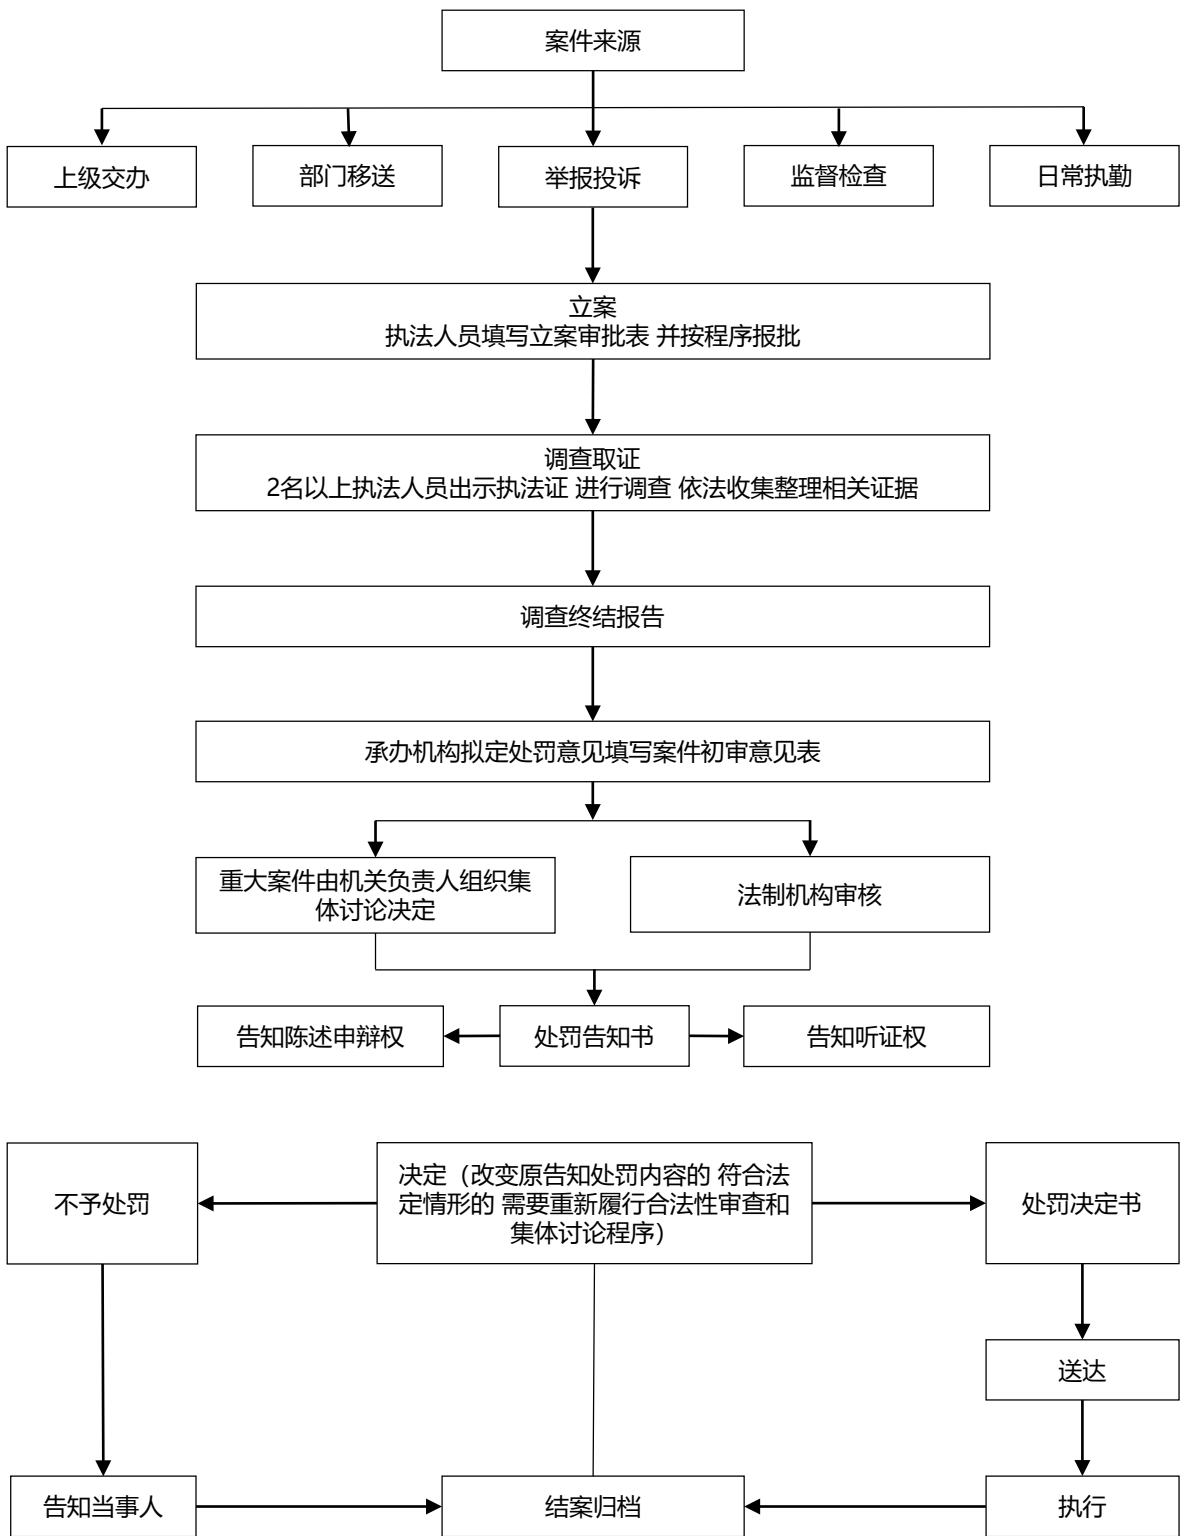 案件来源
上级交办
部门移送
举报投诉
监督检查
日常执勤
立案
执法人员填写立案审批表 并按程序报批
调查取证
2名以上执法人员出示执法证 进行调查 依法收集整理相关证据
调查终结报告
承办机构拟定处罚意见填写案件初审意见表
重大案件由机关负责人组织集
体讨论决定
法制机构审核
告知陈述申辩权
处罚告知书
告知听证权
不予处罚
决定（改变原告知处罚内容的 符合法
定情形的 需要重新履行合法性审查和
集体讨论程序）
处罚决定书
送达
告知当事人
结案归档
执行